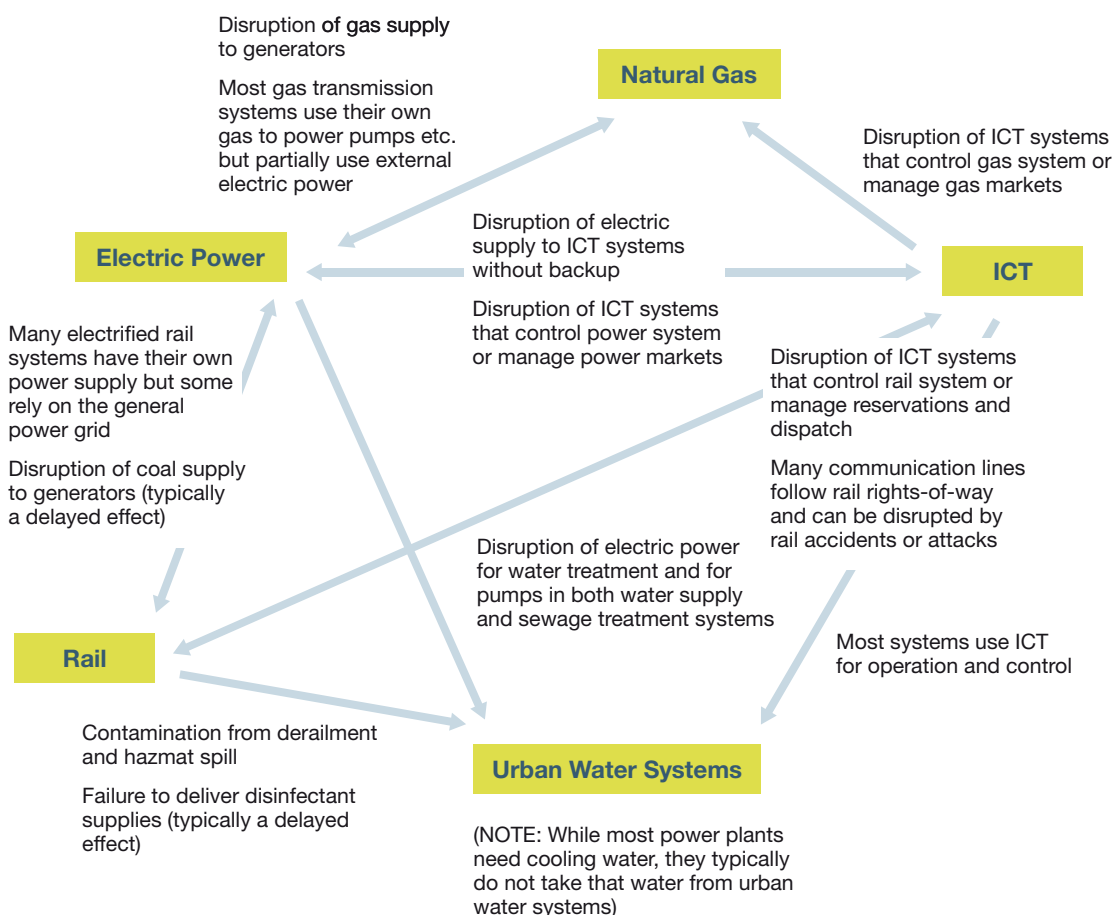 Disruption of gas supply
to generators
Most gas transmission
systems use their own
gas to power pumps etc.
but partially use external
electric power
Natural Gas
Disruption of ICT systems
that control gas system or
manage gas markets
Electric Power
Disruption of electric
supply to ICT systems
without backup
Disruption of ICT systems
that control power system
or manage power markets
ICT
Many electrified rail
systems have their own
power supply but some
rely on the general
power grid
Disruption of coal supply
to generators (typically
a delayed effect)
Disruption of ICT systems
that control rail system or
manage reservations and
dispatch
Many communication lines
follow rail rights-of-way
and can be disrupted by
rail accidents or attacks
Disruption of electric power
for water treatment and for
pumps in both water supply
and sewage treatment systems
Rail
Most systems use ICT
for operation and control
Contamination from derailment
and hazmat spill
Failure to deliver disinfectant
supplies (typically a delayed
effect)
Urban Water Systems
(NOTE: While most power plants
need cooling water, they typically
do not take that water from urban
water systems)